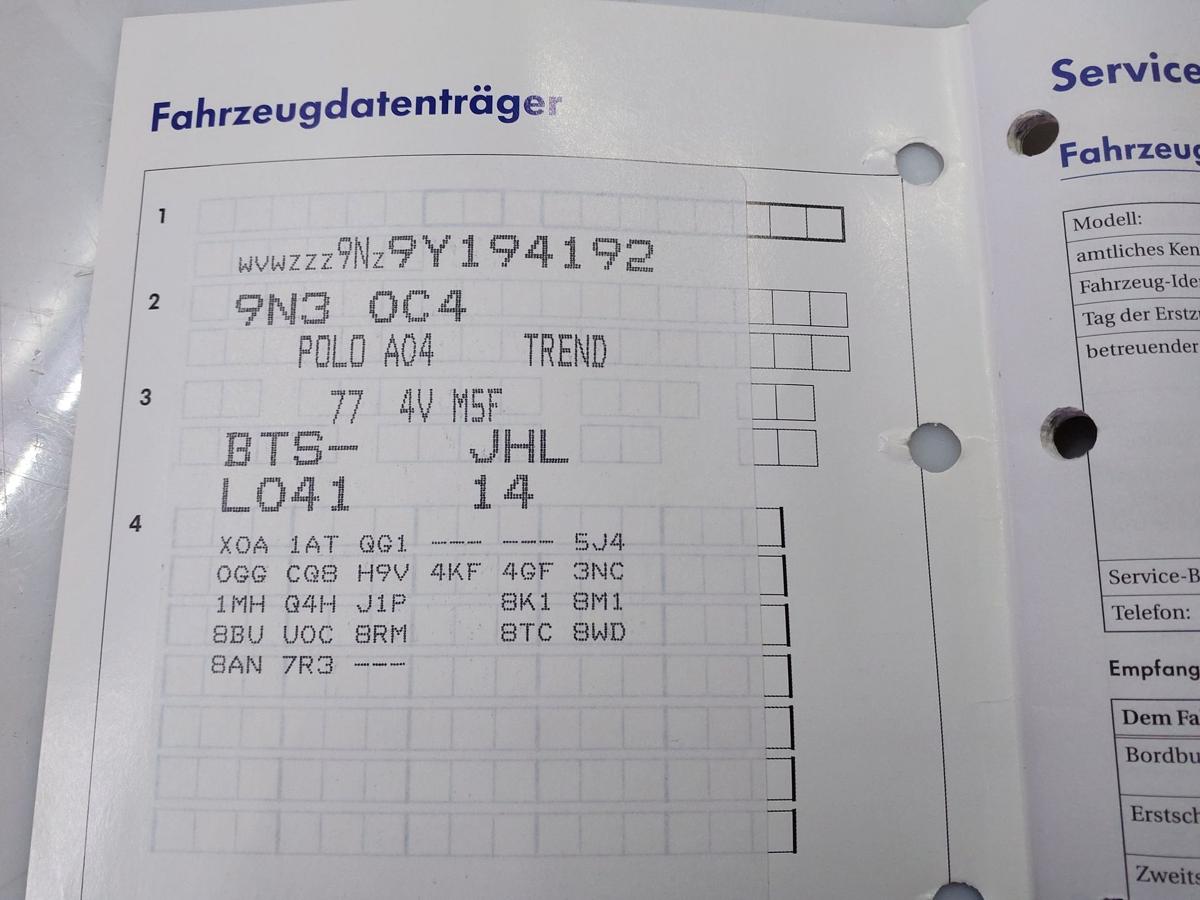 Fahrzeugdatenträger
1
WVWZZZ9NZ9Y194192
2
9N3 0C4
POLO A04 TREND
3
77 4V MSF
BTS- JHL
L041 14
4
X0A 1AT QG1 --- --- 5J4
0GG CQ8 H9V 4KF 4GF 3NC
1MH Q4H J1P 8K1 8M1
8BU U0C 8RM 8TC 8WD
8AN 7R3 ---
Service
Fahrzeug
Modell:
amtliches Ken
Fahrzeug-Ide
Tag der Erstz
betreuender
Service-B
Telefon:
Empfang
Dem Fa
Bordbu
Erstsch
Zweits